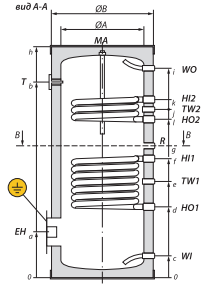 вид А-А
ØB
ØA
MA
h
WO
i
T
b
HI2
k
TW2
j
HO2
l
R
B
B
g
HI1
f
TW1
e
HO1
d
EH
a
WI
c
0
0